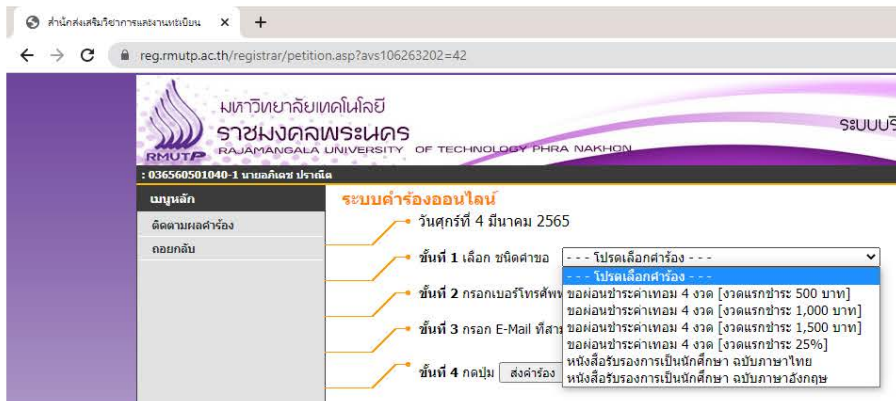 สำนักส่งเสริมวิชาการและงานทะเบียน
reg.rmutp.ac.th/registrar/petition.asp?avs106263202=42
มหาวิทยาลัยเทคโนโลยี
ราชมงคลพระนคร
RAJAMANGALA UNIVERSITY OF TECHNOLOGY PHRA NAKHON
RMUTP
ระบบบริ
: 036560501040-1 นายอภิเดช ปราณีต
เมนูหลัก
ติดตามผลคำร้อง
ถอยกลับ
ระบบคำร้องออนไลน์
วันศุกร์ที่ 4 มีนาคม 2565
ขั้นที่ 1 เลือก ชนิดคำขอ
- - - โปรดเลือกคำร้อง - - -
- - - โปรดเลือกคำร้อง - - -
ขอผ่อนชำระค่าเทอม 4 งวด [งวดแรกชำระ 500 บาท]
ขอผ่อนชำระค่าเทอม 4 งวด [งวดแรกชำระ 1,000 บาท]
ขอผ่อนชำระค่าเทอม 4 งวด [งวดแรกชำระ 1,500 บาท]
ขอผ่อนชำระค่าเทอม 4 งวด [งวดแรกชำระ 25%]
หนังสือรับรองการเป็นนักศึกษา ฉบับภาษาไทย
หนังสือรับรองการเป็นนักศึกษา ฉบับภาษาอังกฤษ
ขั้นที่ 2 กรอกเบอร์โทรศัพท
ขั้นที่ 3 กรอก E-Mail ที่สา
ขั้นที่ 4 กดปุ่ม ส่งคำร้อง